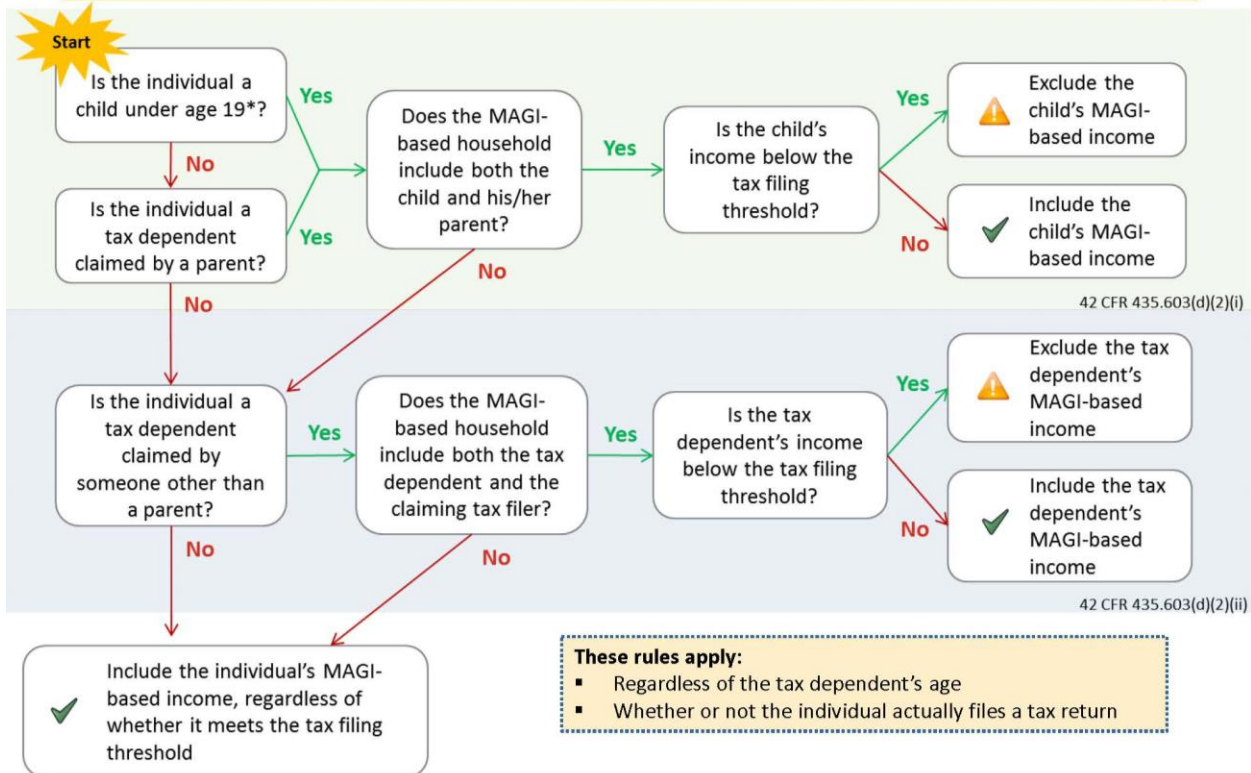 Start
Is the individual a
child under age 19*?
Yes
No
Is the individual a
tax dependent
claimed by a parent?
Yes
No
Does the MAGI-
based household
include both the
child and his/her
parent?
Yes
No
Is the child's
income below the
tax filing
threshold?
Yes
Exclude the
child's MAGI-
based income
No
Include the
child's MAGI-
based income
42 CFR 435.603(d)(2)(i)
Is the individual a
tax dependent
claimed by
someone other than
a parent?
Yes
No
Does the MAGI-
based household
include both the tax
dependent and the
claiming tax filer?
Yes
No
Is the tax
dependent's income
below the tax filing
threshold?
Yes
Exclude the tax
dependent's
MAGI-based
income
No
Include the tax
dependent's
MAGI-based
income
42 CFR 435.603(d)(2)(ii)
Include the individual's MAGI-
based income, regardless of
whether it meets the tax filing
threshold
These rules apply:
▪ Regardless of the tax dependent's age
▪ Whether or not the individual actually files a tax return